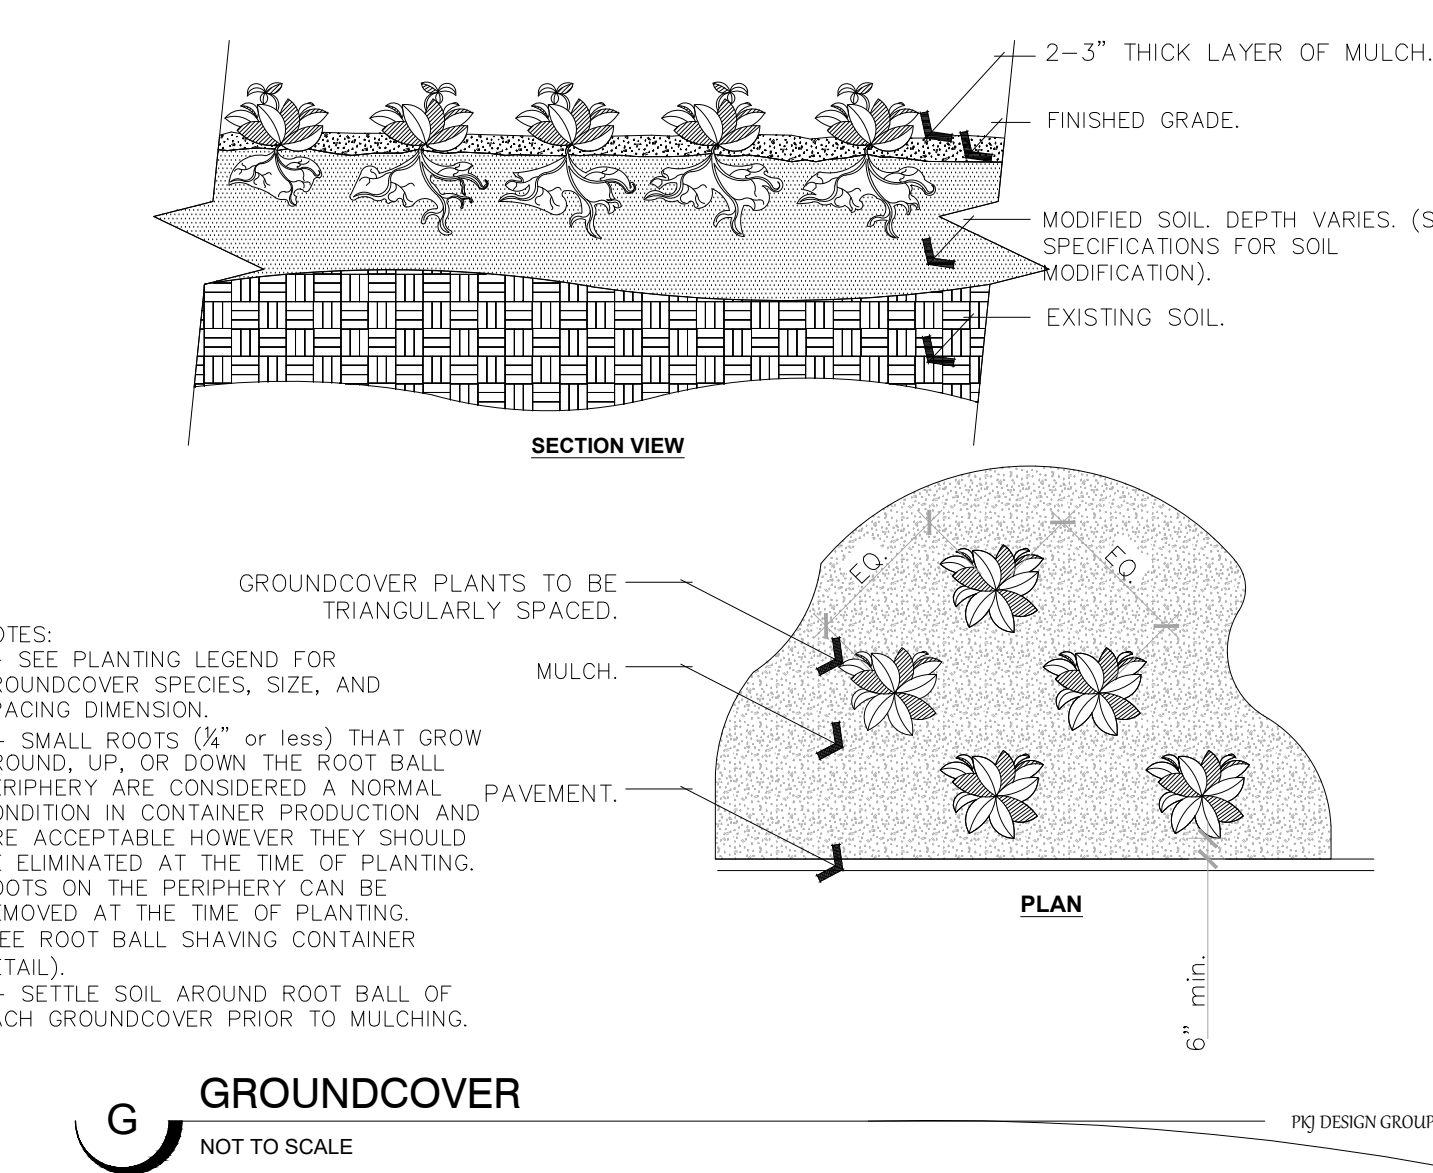 2-3” THICK LAYER OF MULCH.
FINISHED GRADE.
MODIFIED SOIL. DEPTH VARIES. (S
SPECIFICATIONS FOR SOIL
MODIFICATION).
EXISTING SOIL.
SECTION VIEW
GROUNDCOVER PLANTS TO BE
TRIANGULARLY SPACED.
MULCH.
PAVEMENT.
EQ.
EQ.
6” min.
PLAN
OTES:
- SEE PLANTING LEGEND FOR
ROUNDCOVER SPECIES, SIZE, AND
PACING DIMENSION.
- SMALL ROOTS (¼” or less) THAT GROW
ROUND, UP, OR DOWN THE ROOT BALL
ERIPHERY ARE CONSIDERED A NORMAL
ONDITION IN CONTAINER PRODUCTION AND
RE ACCEPTABLE HOWEVER THEY SHOULD
E ELIMINATED AT THE TIME OF PLANTING.
OOTS ON THE PERIPHERY CAN BE
EMOVED AT THE TIME OF PLANTING.
EE ROOT BALL SHAVING CONTAINER
ETAIL).
- SETTLE SOIL AROUND ROOT BALL OF
ACH GROUNDCOVER PRIOR TO MULCHING.
G
GROUNDCOVER
NOT TO SCALE
PKJ DESIGN GROUP